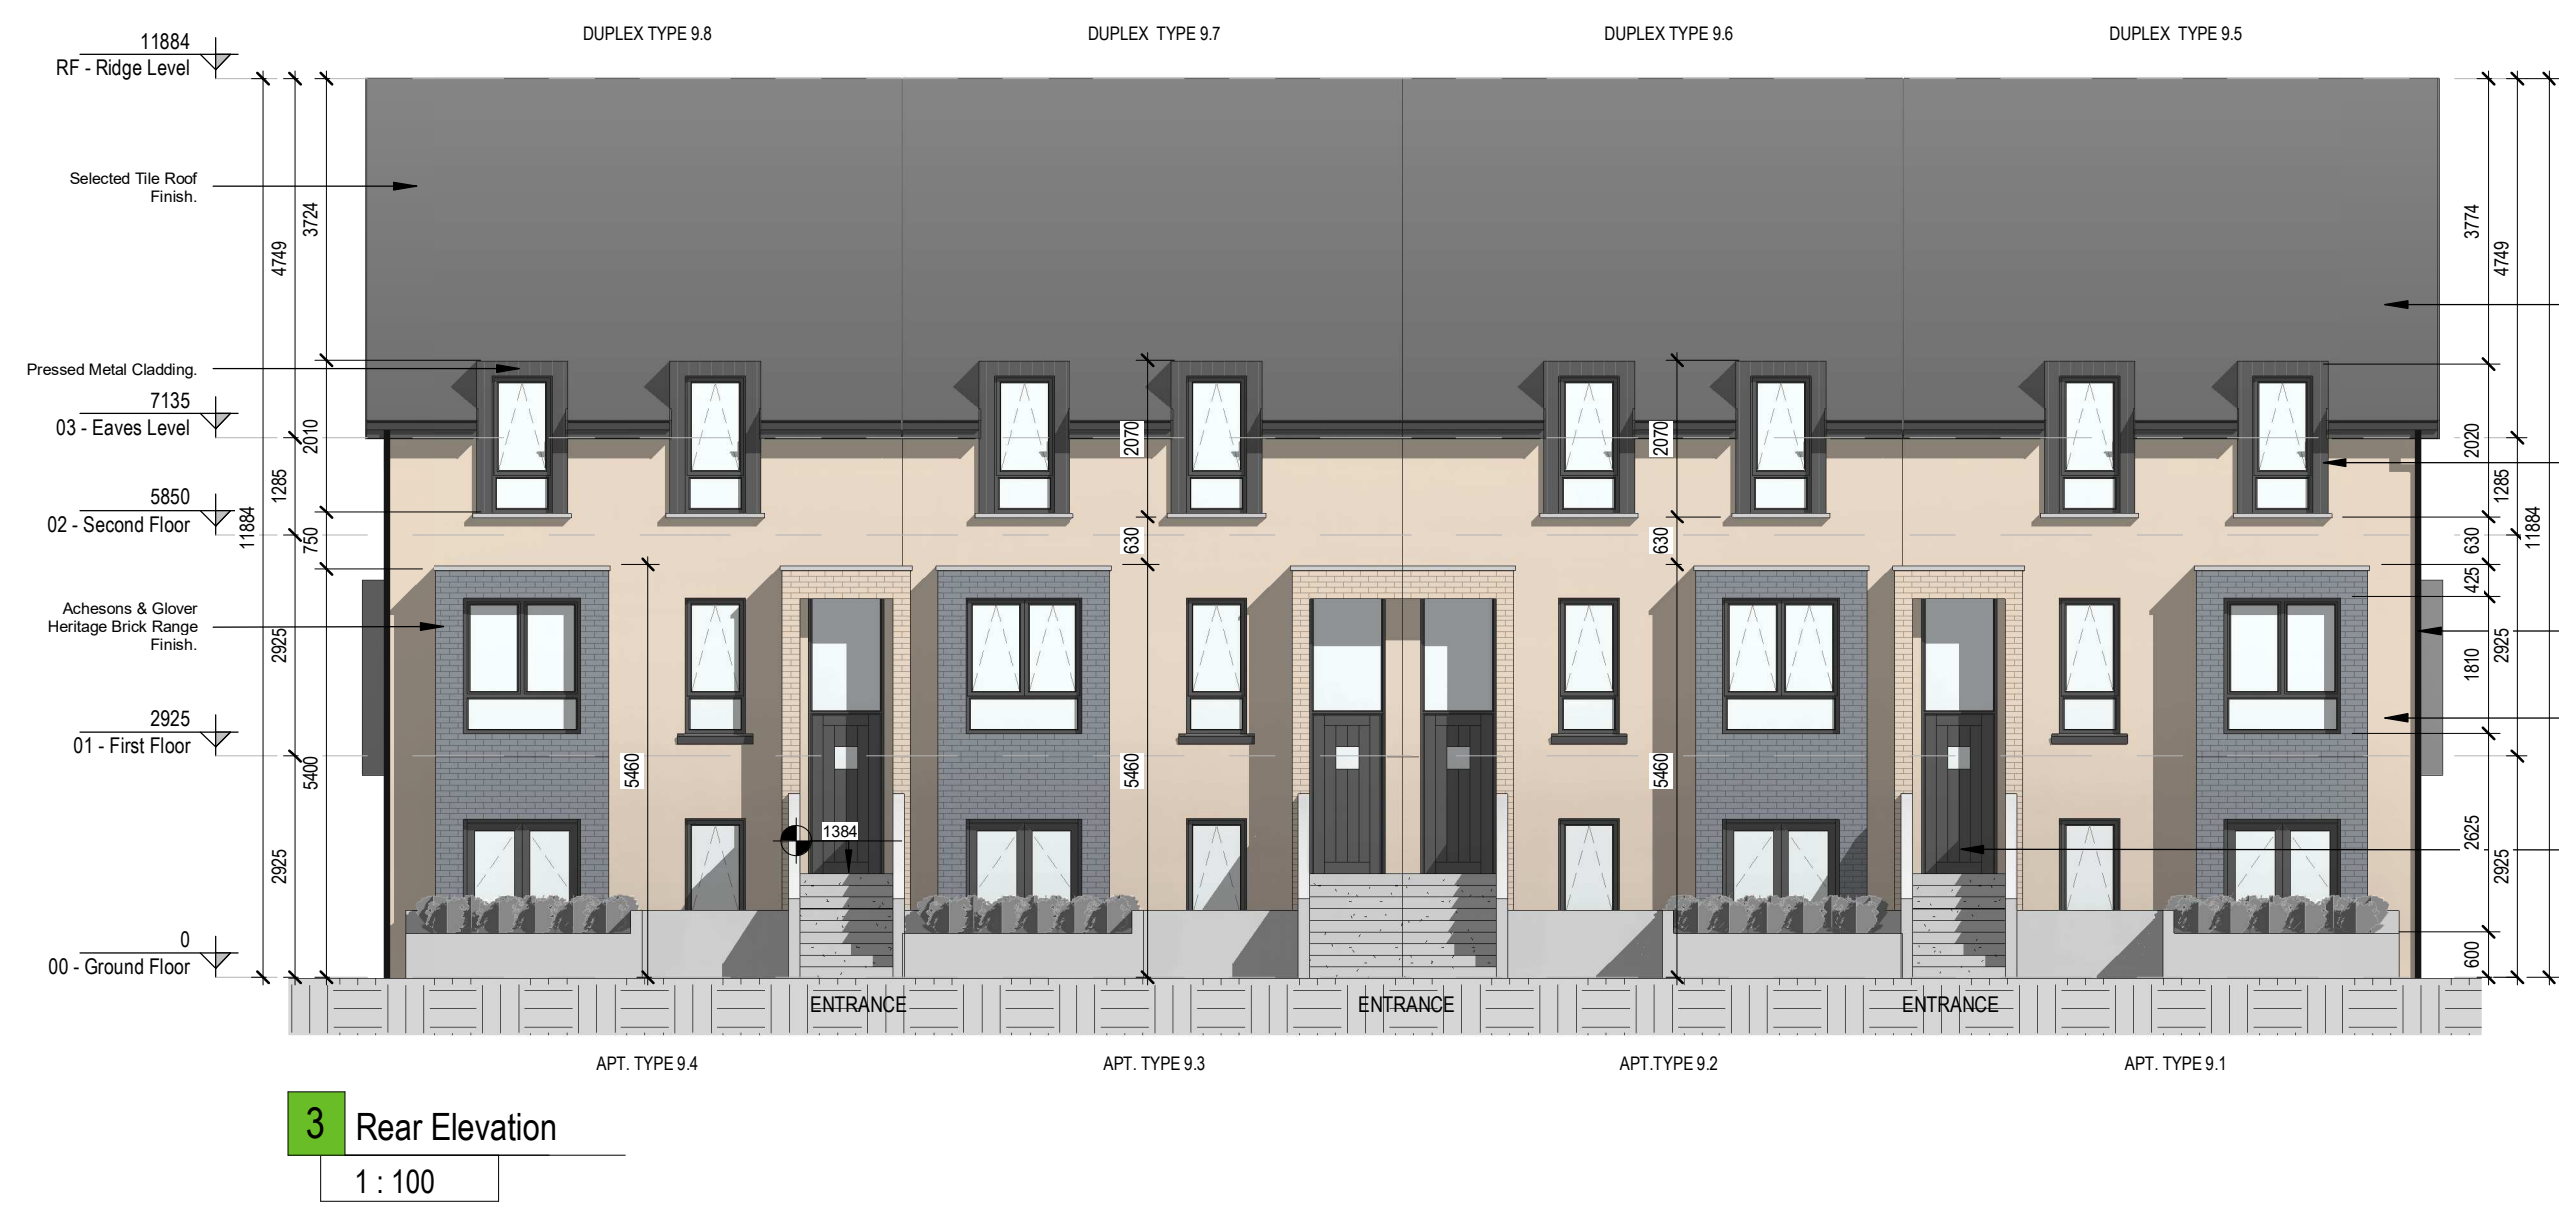 DUPLEX TYPE 9.8
DUPLEX TYPE 9.7
DUPLEX TYPE 9.6
DUPLEX TYPE 9.5
11884
RF - Ridge Level
Selected Tile Roof
Finish.
3724
4749
3774
4749
Pressed Metal Cladding.
7135
03 - Eaves Level
2010
1285
2070
2070
2020
1285
5850
02 - Second Floor
11884
750
630
630
630
11884
425
Achesons & Glover
Heritage Brick Range
Finish.
2925
1810
2925
2925
01 - First Floor
5400
5460
5460
5460
1384
2925
2625
2925
0
00 - Ground Floor
600
ENTRANCE
ENTRANCE
ENTRANCE
APT. TYPE 9.4
APT. TYPE 9.3
APT.TYPE 9.2
APT. TYPE 9.1
3 Rear Elevation
1 : 100